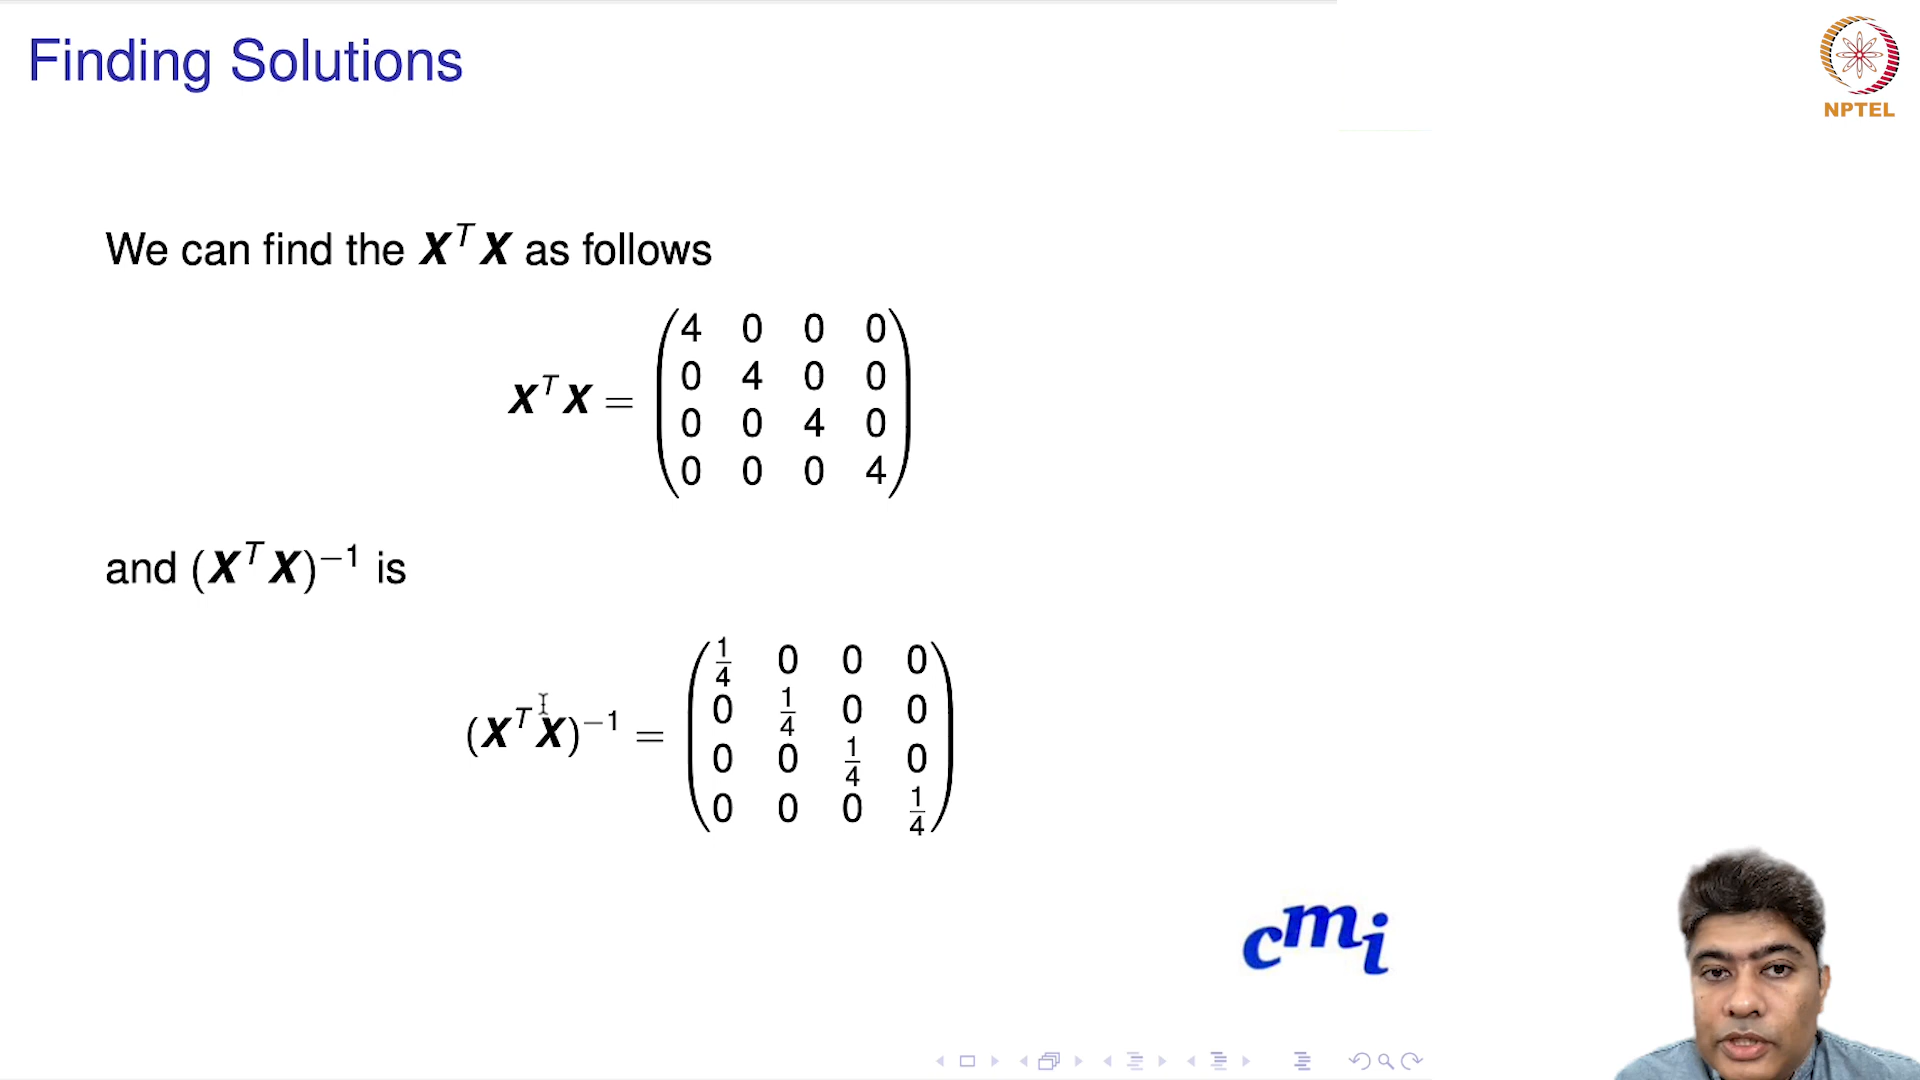 Finding Solutions
NPTEL
We can find the X^T X as follows
X^T X = (4 0 0 0
0 4 0 0
0 0 4 0
0 0 0 4)
and (X^T X)^−1 is
(X^T X)^−1 = (1/4 0 0 0
0 1/4 0 0
0 0 1/4 0
0 0 0 1/4)
cmi